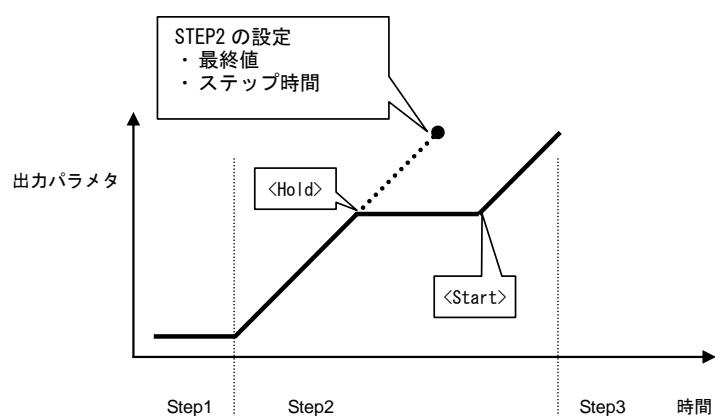 STEP2 の設定
・ 最終値
・ ステップ時間
出力パラメタ
<Hold>
<Start>
Step1
Step2
Step3
時間